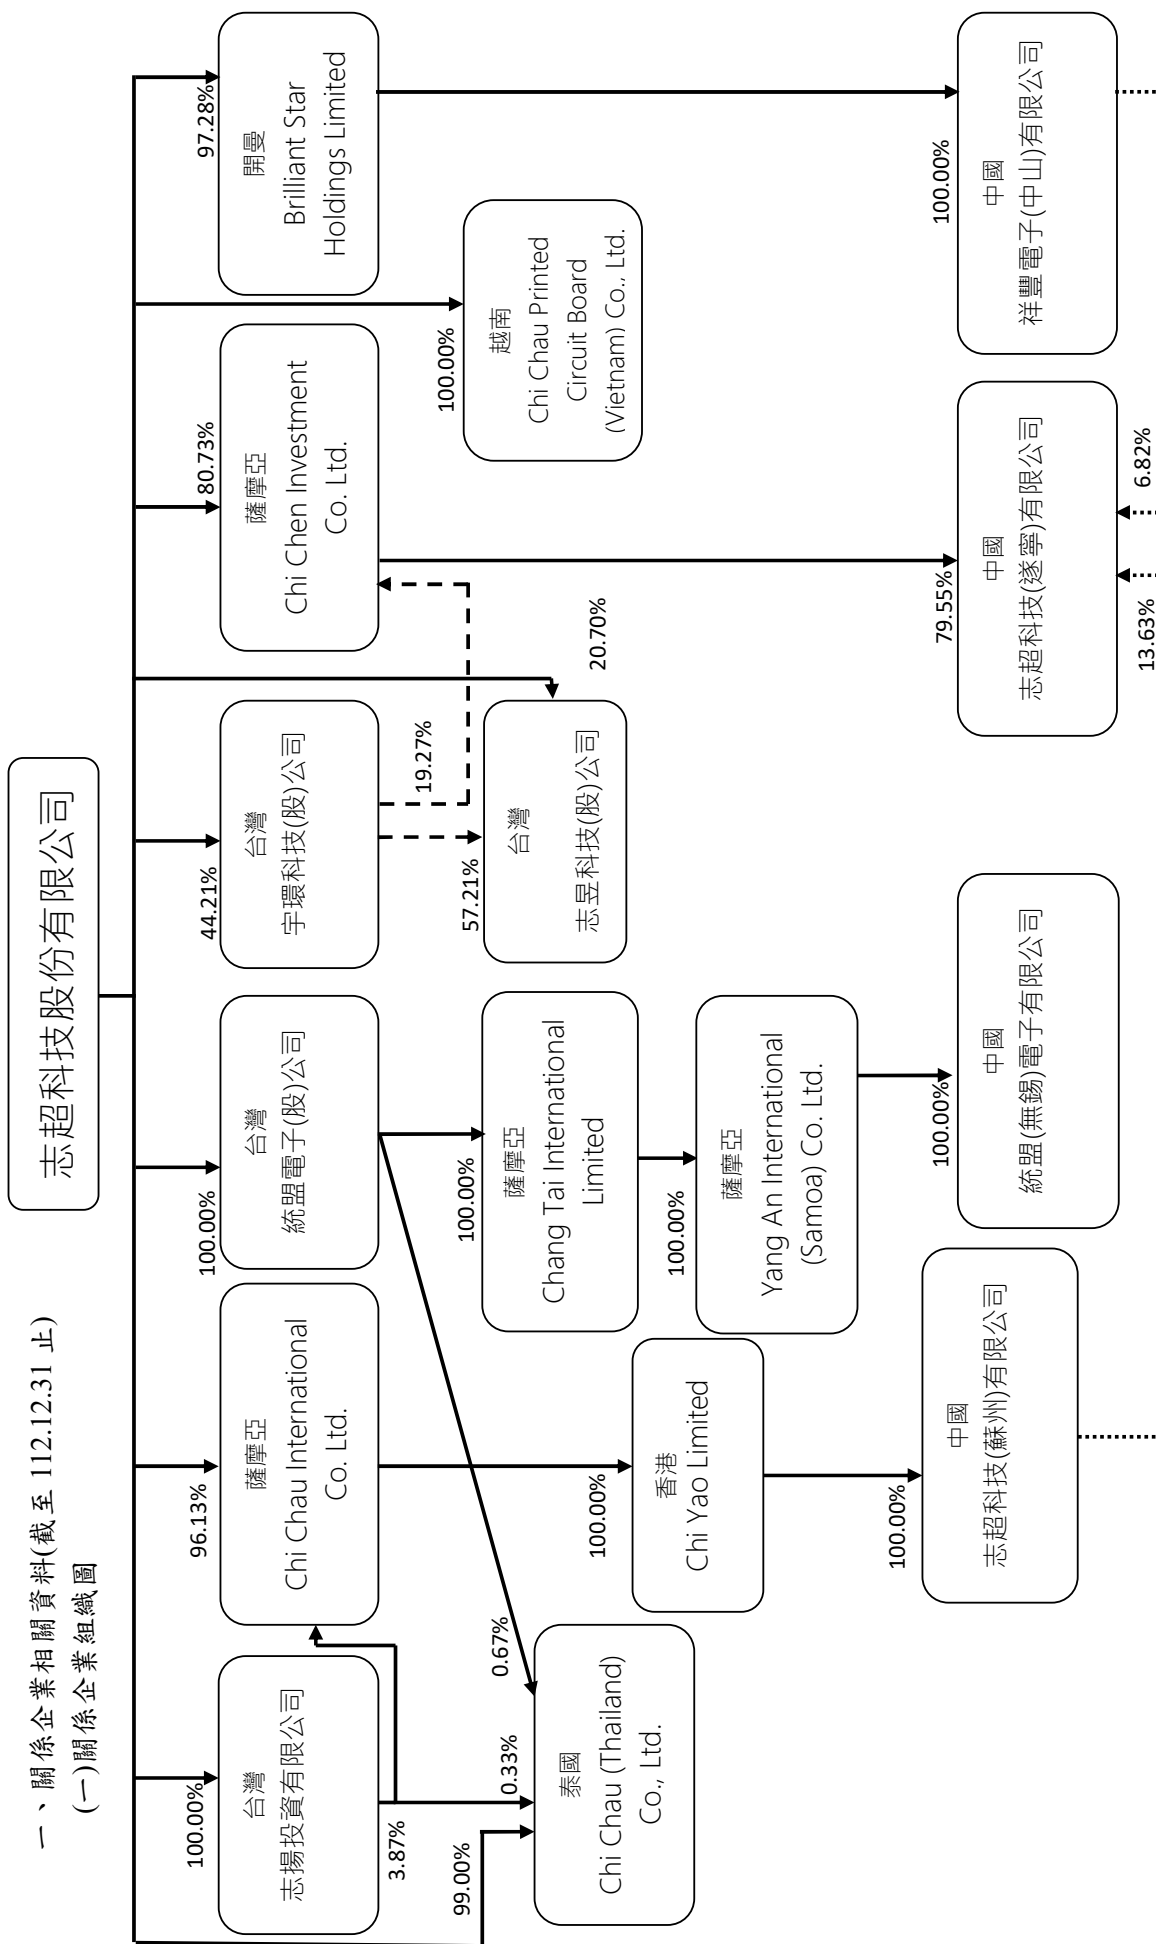 一、關係企業相關資料(截至 112.12.31 止)
(一)關係企業組織圖
志超科技股份有限公司
100.00%
96.13%
100.00%
44.21%
80.73%
97.28%
台灣
志揚投資有限公司
薩摩亞
Chi Chau International
Co. Ltd.
台灣
統盟電子(股)公司
台灣
宇環科技(股)公司
薩摩亞
Chi Chen Investment
Co. Ltd.
開曼
Brilliant Star
Holdings Limited
3.87%
99.00%
0.33%
0.67%
100.00%
100.00%
57.21%
19.27%
20.70%
100.00%
泰國
Chi Chau (Thailand)
Co., Ltd.
香港
Chi Yao Limited
薩摩亞
Chang Tai International
Limited
台灣
志昱科技(股)公司
越南
Chi Chau Printed
Circuit Board
(Vietnam) Co., Ltd.
100.00%
薩摩亞
Yang An International
(Samoa) Co. Ltd.
100.00%
100.00%
79.55%
100.00%
中國
志超科技(蘇州)有限公司
中國
統盟(無錫)電子有限公司
中國
志超科技(遂寧)有限公司
中國
祥豐電子(中山)有限公司
13.63%
6.82%